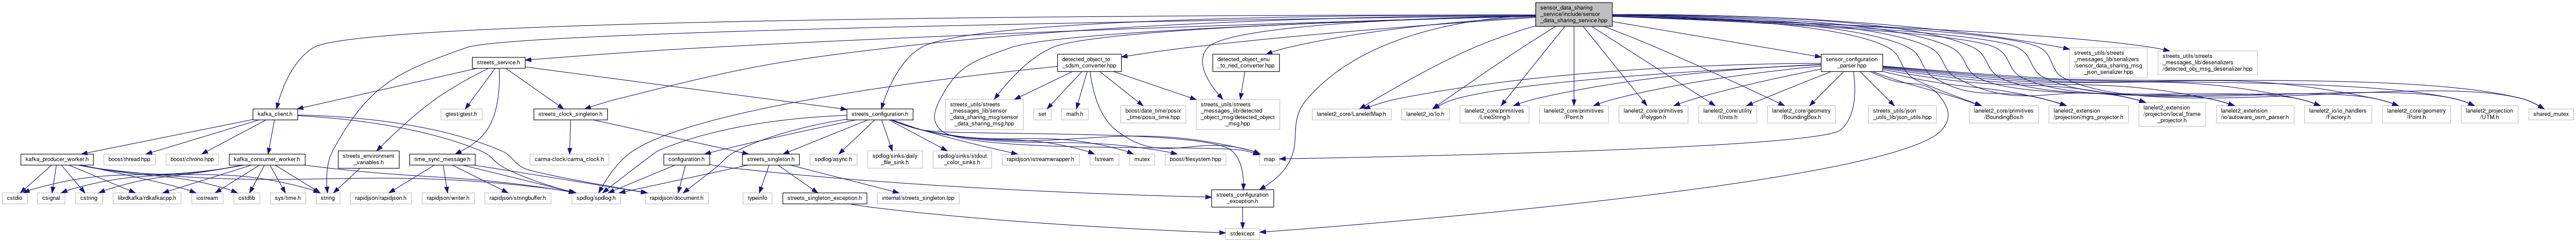 sensor_data_sharing
_service/include/sensor
_data_sharing_service.hpp
streets_service.h
detected_object_to
_sdsm_converter.hpp
detected_object_enu
_to_ned_converter.hpp
sensor_configuration
_parser.hpp
streets_utils/streets
_messages_lib/serializers
/sensor_data_sharing_msg
_json_serializer.hpp
streets_utils/streets
_messages_lib/deserializers
/detected_obj_msg_deserializer.hpp
kafka_client.h
gtest/gtest.h
streets_clock_singleton.h
streets_configuration.h
streets_utils/streets
_messages_lib/sensor
_data_sharing_msg/sensor
_data_sharing_msg.hpp
set
math.h
boost/date_time/posix
_time/posix_time.hpp
streets_utils/streets
_messages_lib/detected
_object_msg/detected_object
_msg.hpp
lanelet2_core/LaneletMap.h
lanelet2_io/Io.h
lanelet2_core/primitives
/LineString.h
lanelet2_core/primitives
/Point.h
lanelet2_core/primitives
/Polygon.h
lanelet2_core/utility
/Units.h
lanelet2_core/geometry
/BoundingBox.h
streets_utils/json
_utils_lib/json_utils.hpp
lanelet2_core/primitives
/BoundingBox.h
lanelet2_extension
/projection/mgrs_projector.h
lanelet2_extension
/projection/local_frame
_projector.h
lanelet2_extension
/io/autoware_osm_parser.h
lanelet2_io/io_handlers
/Factory.h
lanelet2_core/geometry
/Point.h
lanelet2_projection
/UTM.h
shared_mutex
kafka_producer_worker.h
boost/thread.hpp
boost/chrono.hpp
kafka_consumer_worker.h
streets_environment
_variables.h
time_sync_message.h
carma-clock/carma_clock.h
configuration.h
streets_singleton.h
spdlog/async.h
spdlog/sinks/daily
_file_sink.h
spdlog/sinks/stdout
_color_sinks.h
rapidjson/istreamwrapper.h
fstream
mutex
boost/filesystem.hpp
map
cstdio
csignal
cstring
librdkafka/rdkafkacpp.h
iostream
cstdlib
sys/time.h
string
rapidjson/rapidjson.h
rapidjson/writer.h
rapidjson/stringbuffer.h
spdlog/spdlog.h
rapidjson/document.h
typeinfo
streets_singleton_exception.h
internal/streets_singleton.tpp
streets_configuration
_exception.h
stdexcept